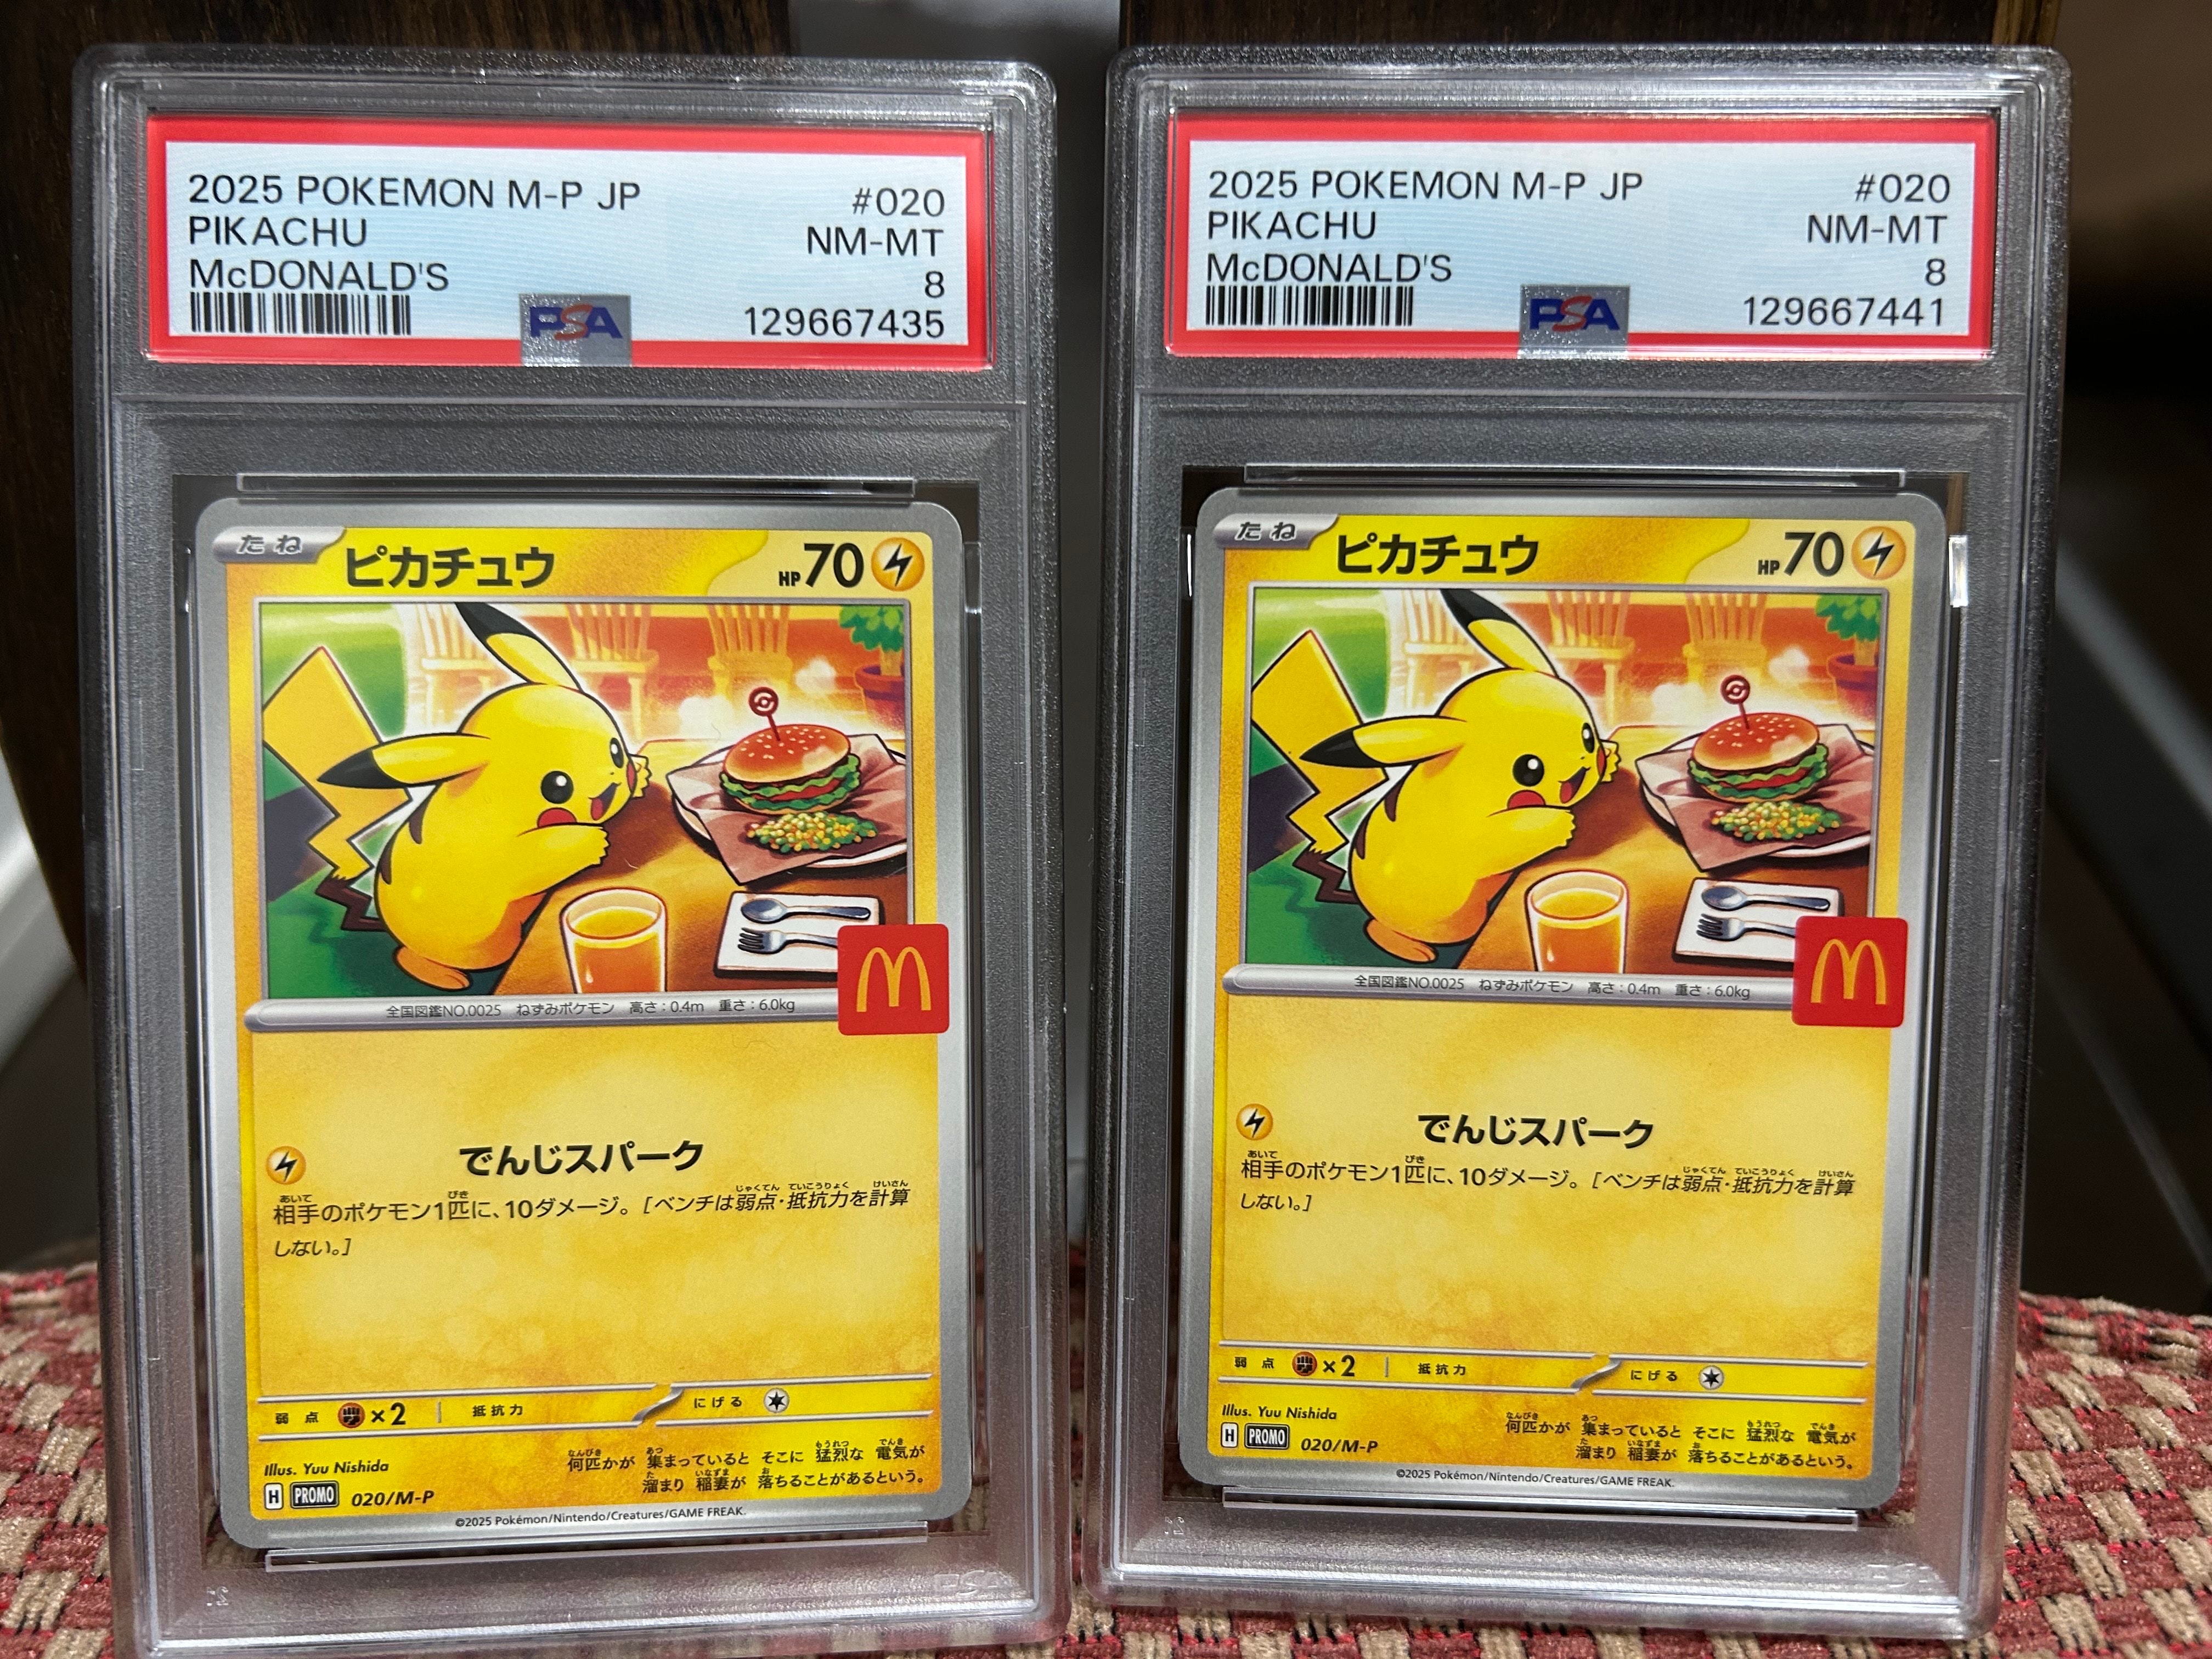 2025 POKEMON M-P JP #020
PIKACHU NM-MT
McDONALD'S 8
PSA 129667435
たね ピカチュウ HP70
全国図鑑NO.0025 ねずみポケモン 高さ:0.4m 重さ:6.0kg
でんじスパーク
相手のポケモン1匹に、10ダメージ。[ベンチは弱点・抵抗力を計算
しない。]
弱点 ×2 抵抗力 にげる
Illus. Yuu Nishida
何匹かが 集まっていると そこに 猛烈な 電気が
溜まり 稲妻が 落ちることがあるという。
H PROMO 020/M-P
©2025 Pokémon/Nintendo/Creatures/GAME FREAK.
2025 POKEMON M-P JP #020
PIKACHU NM-MT
McDONALD'S 8
PSA 129667441
たね ピカチュウ HP70
全国図鑑NO.0025 ねずみポケモン 高さ:0.4m 重さ:6.0kg
でんじスパーク
相手のポケモン1匹に、10ダメージ。[ベンチは弱点・抵抗力を計算
しない。]
弱点 ×2 抵抗力 にげる
Illus. Yuu Nishida
何匹かが 集まっていると そこに 猛烈な 電気が
溜まり 稲妻が 落ちることがあるという。
H PROMO 020/M-P
©2025 Pokémon/Nintendo/Creatures/GAME FREAK.